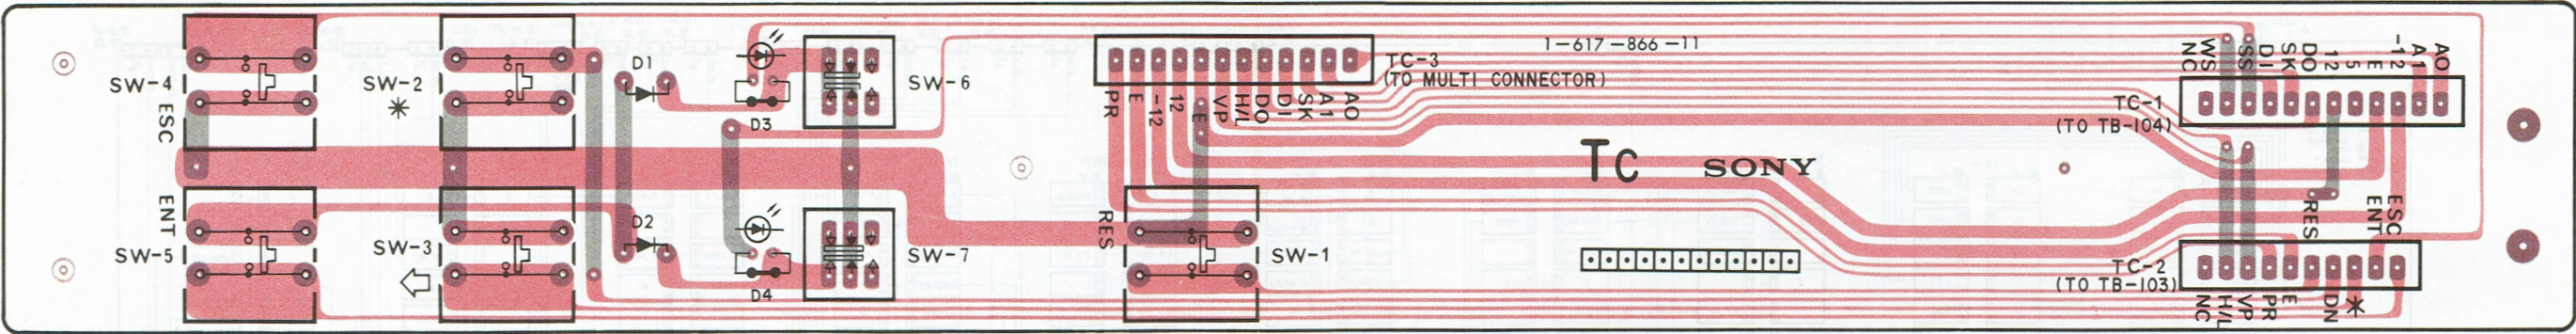 SW-4
ESC
SW-2
*
D1
D3
SW-6
TC-3
(TO MULTI CONNECTOR)
PR
E
-12
12
E
VP
H/L
DO
DI
SK
A1
AO
1-617-866-11
WS
NC
SS
DI
SK
DO
12
5
E
-12
A1
AO
TC-1
(TO TB-104)
Tc SONY
ENT
SW-5
SW-3
D2
D4
SW-7
RES
SW-1
TC-2
(TO TB-103)
RES
ENT
ESC
NC
H/L
VP
PR
E
DN
*